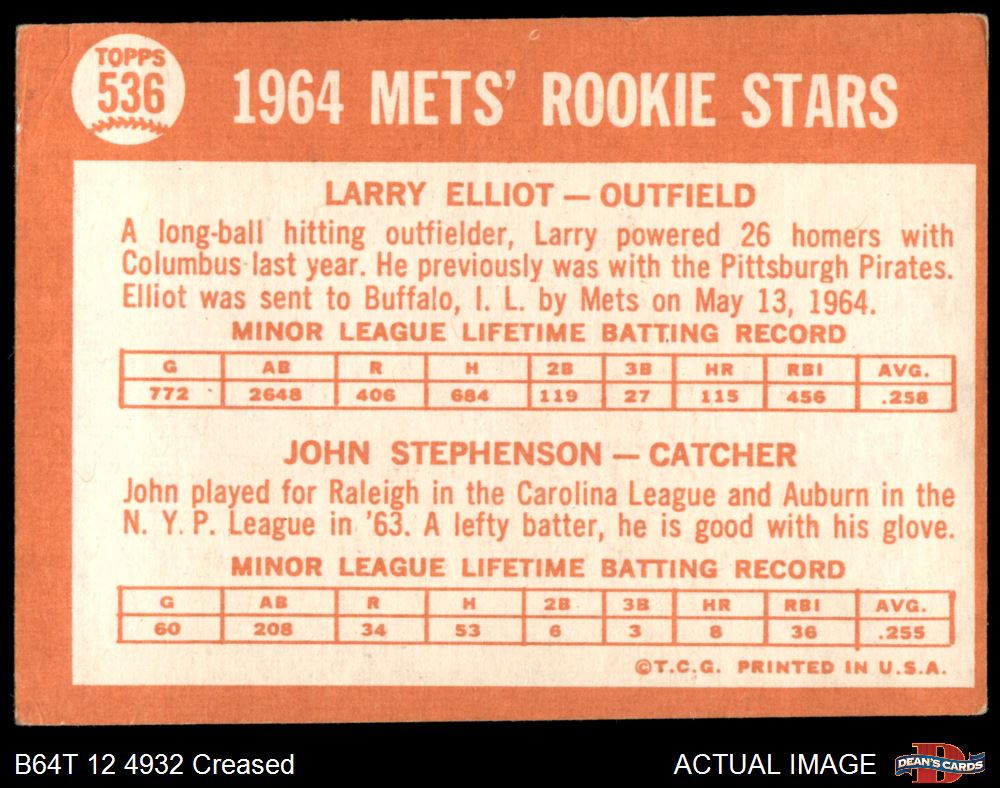 TOPPS
536
1964 METS' ROOKIE STARS
LARRY ELLIOT — OUTFIELD
A long-ball hitting outfielder, Larry powered 26 homers with
Columbus last year. He previously was with the Pittsburgh Pirates.
Elliot was sent to Buffalo, I. L. by Mets on May 13, 1964.
MINOR LEAGUE LIFETIME BATTING RECORD
G AB R H 2B 3B HR RBI AVG.
772 2648 406 684 119 27 115 456 .258
JOHN STEPHENSON — CATCHER
John played for Raleigh in the Carolina League and Auburn in the
N. Y. P. League in '63. A lefty batter, he is good with his glove.
MINOR LEAGUE LIFETIME BATTING RECORD
G AB R H 2B 3B HR RBI AVG.
60 208 34 53 6 3 8 36 .255
©T.C.G. PRINTED IN U.S.A.
B64T 12 4932 Creased
ACTUAL IMAGE
D
DEAN'S CARDS